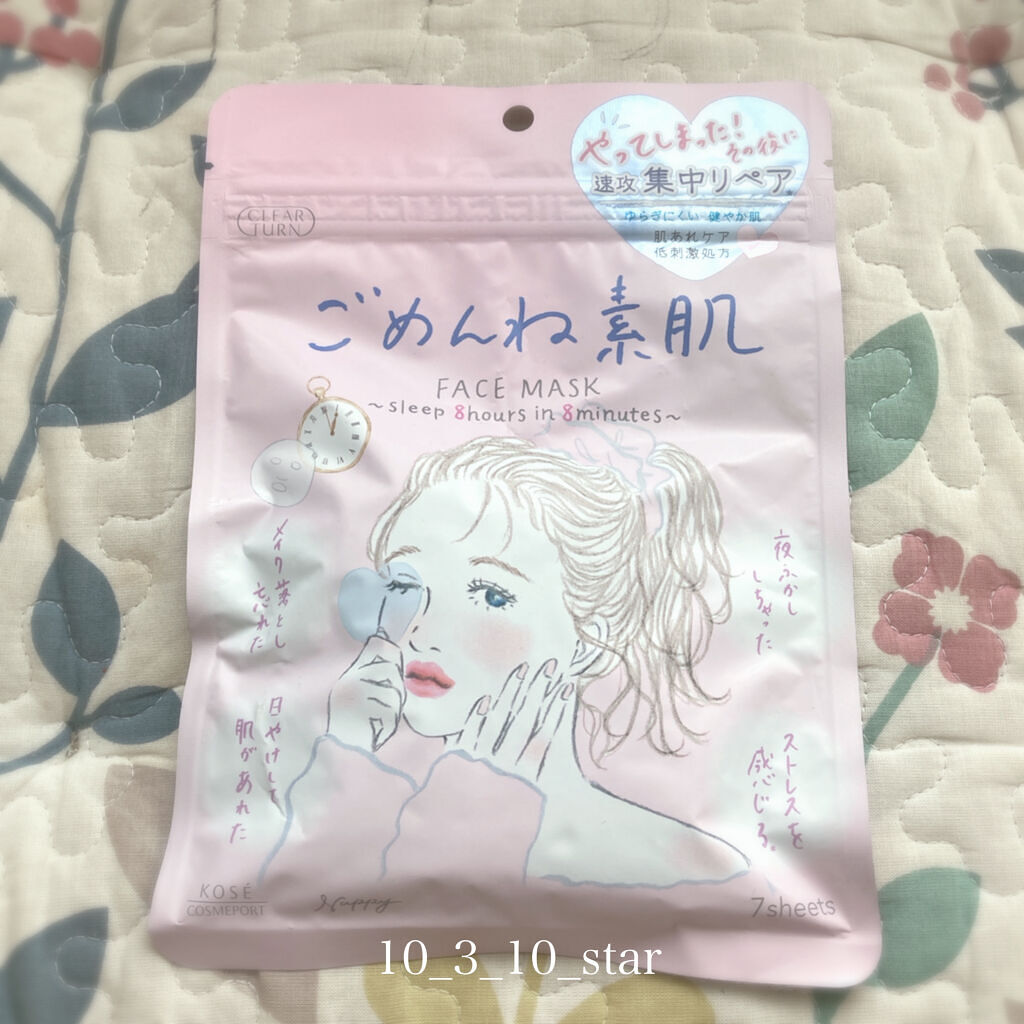 やってしまった!
その後に
速攻 集中リペア
ゆらぎにくい 健やか肌
肌あれケア
低刺激処方
CLEAR
TURN
ごめんね素肌
FACE MASK
~sleep 8hours in 8minutes~
メイク落とし
忘れた
夜ふかし
しちゃった
日やけして
肌があれた
ストレスを
感じる。
KOSÉ
COSMEPORT
7sheets
10_3_10_star